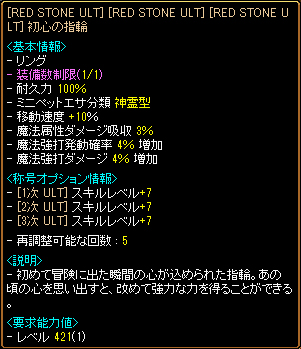 [RED STONE ULT] [RED STONE ULT] [RED STONE UL
T] 初心の指輪
<基本情報>
- リング
- 装備数制限(1/1)
- 耐久力 100%
- ミニペットエサ分類 神霊型
- 移動速度 +10%
- 魔法属性ダメージ吸収 3%
- 魔法強打発動確率 4% 増加
- 魔法強打ダメージ 4% 増加
<称号オプション情報>
- [1次 ULT] スキルレベル+7
- [2次 ULT] スキルレベル+7
- [3次 ULT] スキルレベル+7
- 再調整可能な回数 : 5
<説明>
- 初めて冒険に出た瞬間の心が込められた指輪。あの
頃の心を思い出すと、改めて強力な力を得ることができる
。
<要求能力値>
- レベル 421(1)